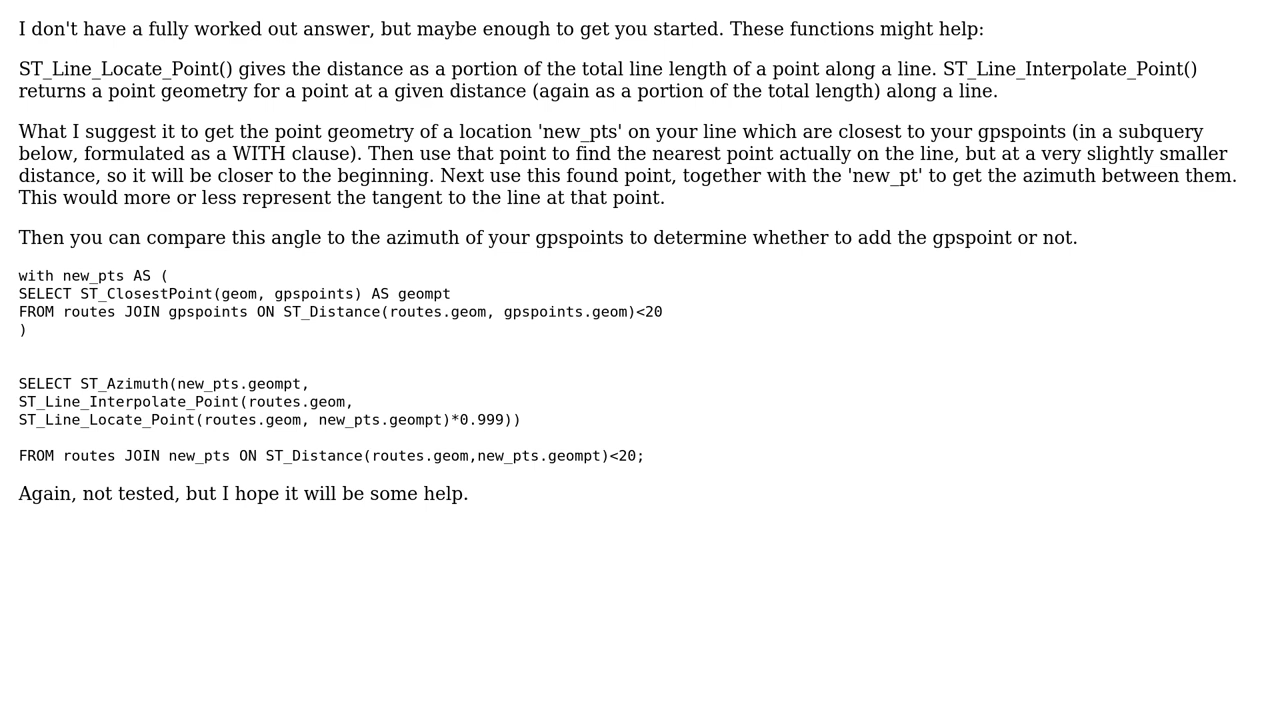 I don't have a fully worked out answer, but maybe enough to get you started. These functions might help:
ST_Line_Locate_Point() gives the distance as a portion of the total line length of a point along a line. ST_Line_Interpolate_Point()
returns a point geometry for a point at a given distance (again as a portion of the total length) along a line.
What I suggest it to get the point geometry of a location 'new_pts' on your line which are closest to your gpspoints (in a subquery
below, formulated as a WITH clause). Then use that point to find the nearest point actually on the line, but at a very slightly smaller
distance, so it will be closer to the beginning. Next use this found point, together with the 'new_pt' to get the azimuth between them.
This would more or less represent the tangent to the line at that point.
Then you can compare this angle to the azimuth of your gpspoints to determine whether to add the gpspoint or not.
with new_pts AS (
SELECT ST_ClosestPoint(geom, gpspoints) AS geompt
FROM routes JOIN gpspoints ON ST_Distance(routes.geom, gpspoints.geom)<20
)
SELECT ST_Azimuth(new_pts.geompt,
ST_Line_Interpolate_Point(routes.geom,
ST_Line_Locate_Point(routes.geom, new_pts.geompt)*0.999))
FROM routes JOIN new_pts ON ST_Distance(routes.geom,new_pts.geompt)<20;
Again, not tested, but I hope it will be some help.